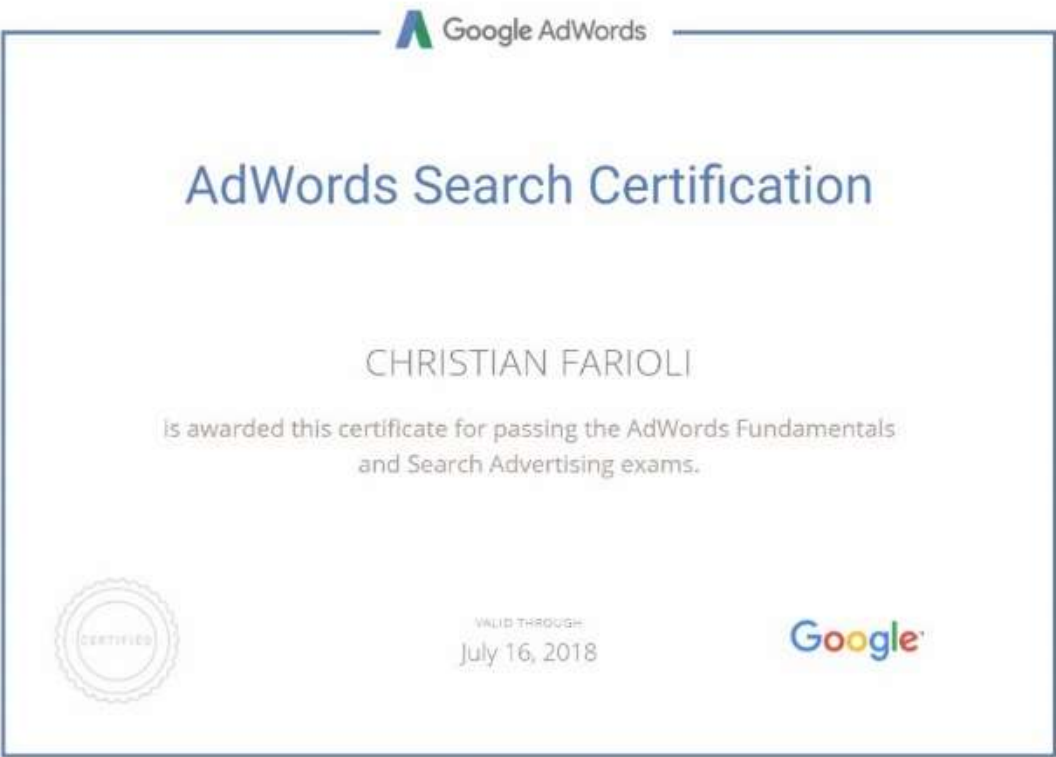 Google AdWords
AdWords Search Certification
CHRISTIAN FARIOLI
is awarded this certificate for passing the AdWords Fundamentals
and Search Advertising exams.
CERTIFIED
VALID THROUGH
July 16, 2018
Google